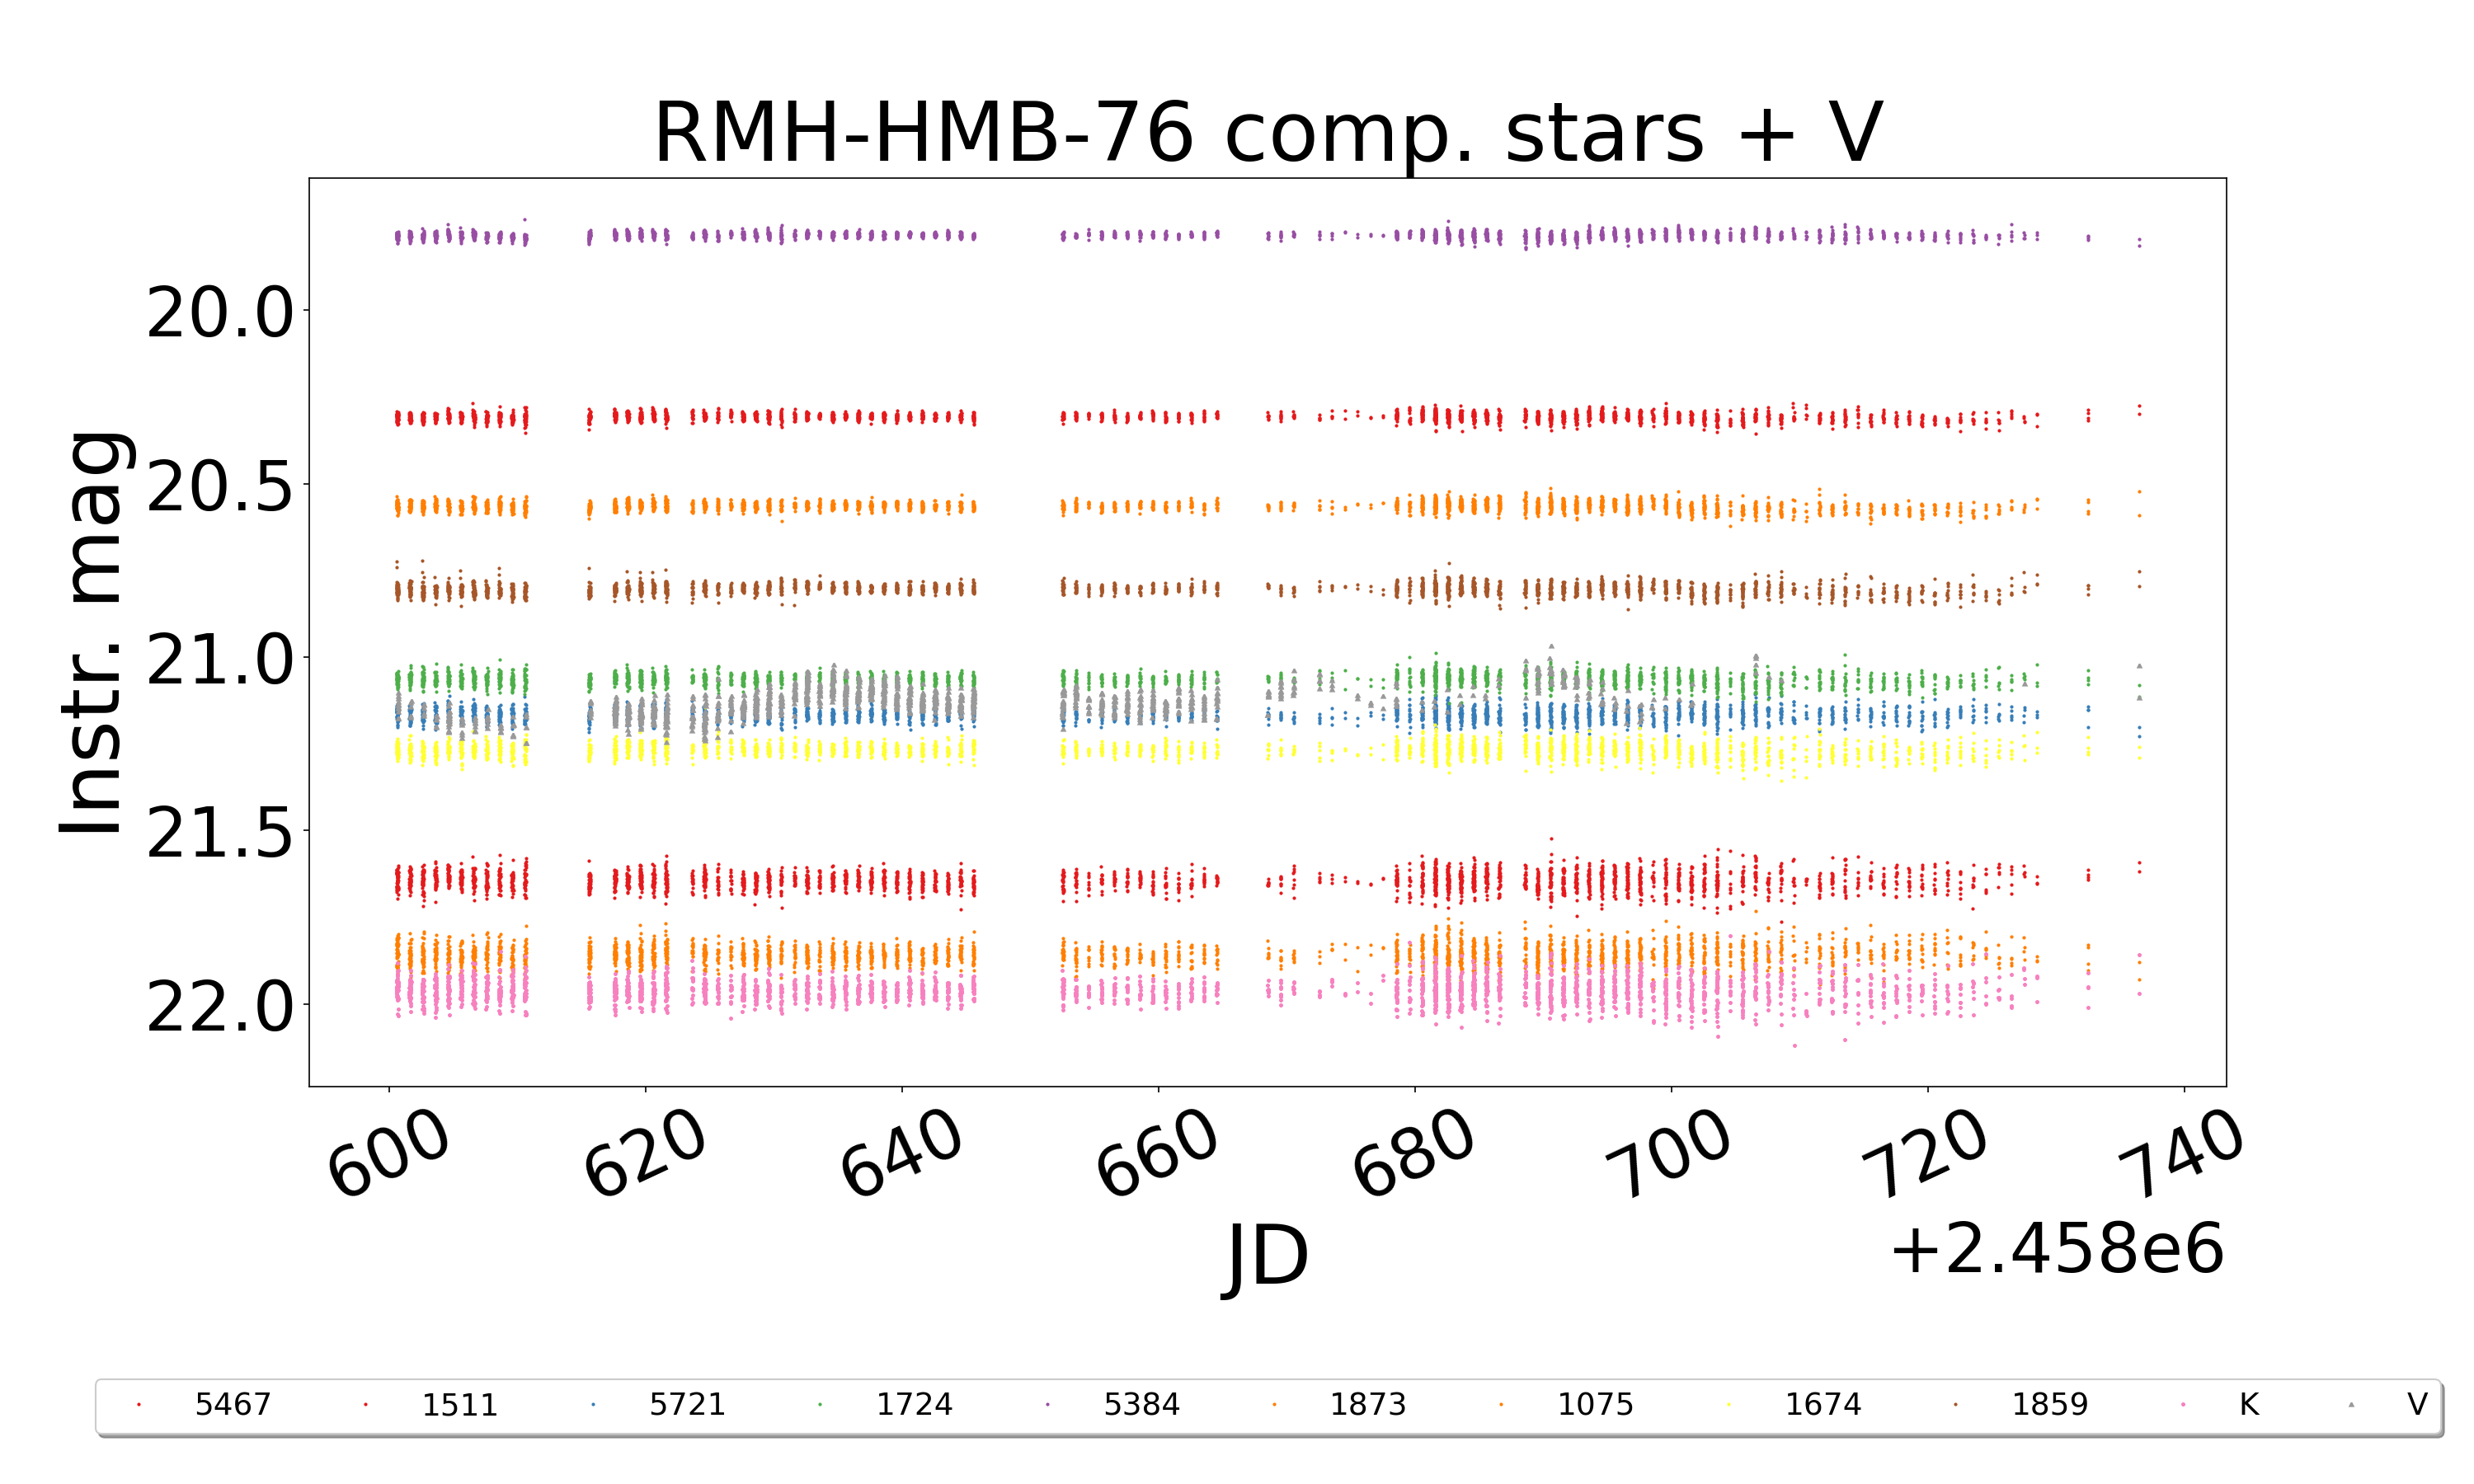 RMH-HMB-76 comp. stars + V
Instr. mag
20.0
20.5
21.0
21.5
22.0
600 620 640 660 680 700 720 740
JD
+2.458e6
5467 1511 5721 1724 5384 1873 1075 1674 1859 K V